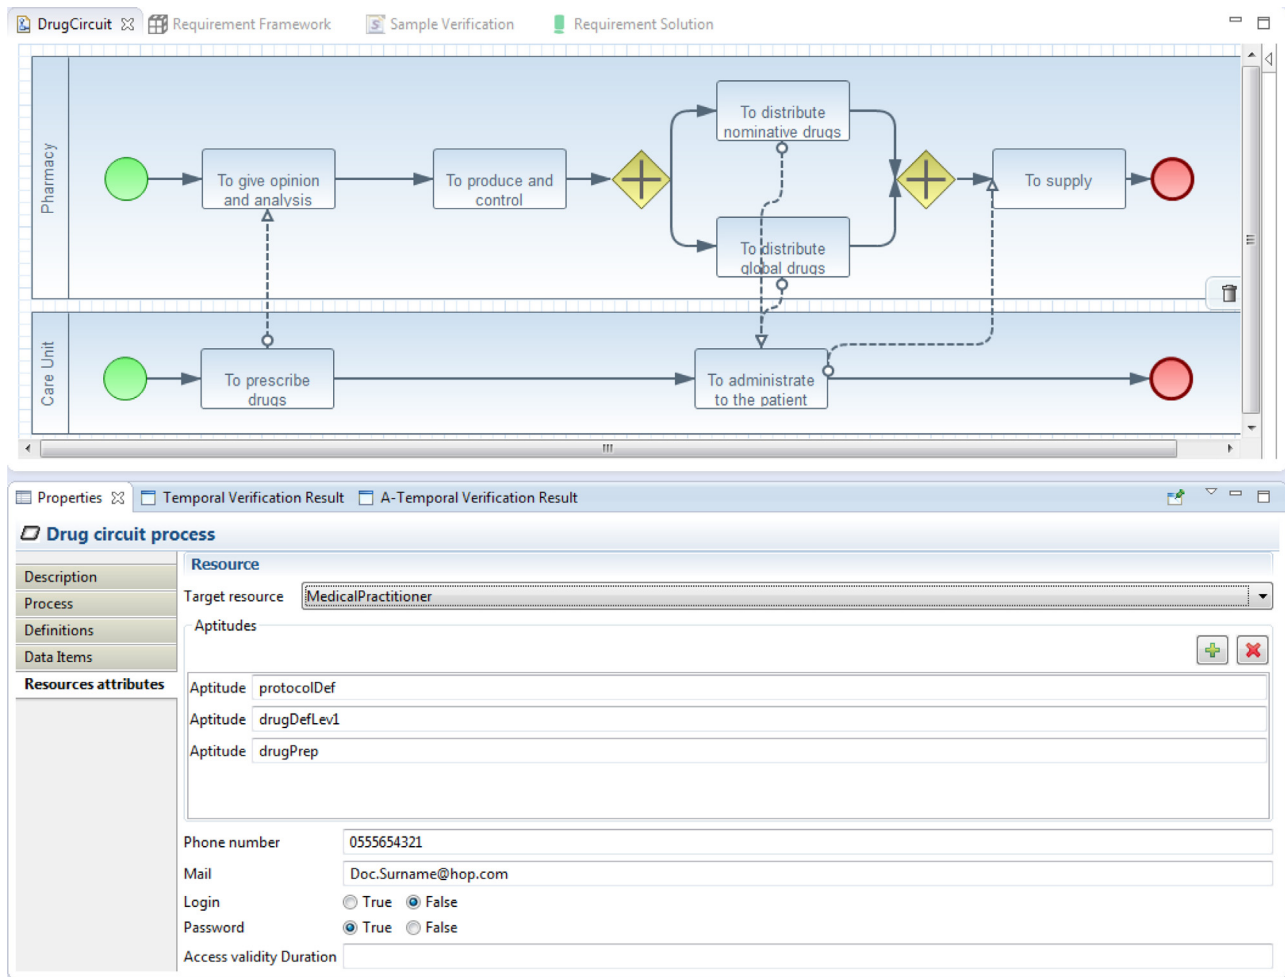 DrugCircuit
Requirement Framework
Sample Verification
Requirement Solution
Pharmacy
To give opinion
and analysis
To produce and
control
To distribute
nominative drugs
To distribute
global drugs
To supply
Care Unit
To prescribe
drugs
To administrate
to the patient
Properties
Temporal Verification Result
A-Temporal Verification Result
Drug circuit process
Description
Process
Definitions
Data Items
Resources attributes
Resource
Target resource MedicalPractitioner
Aptitudes
Aptitude protocolDef
Aptitude drugDefLev1
Aptitude drugPrep
Phone number 0555654321
Mail Doc.Surname@hop.com
Login True False
Password True False
Access validity Duration